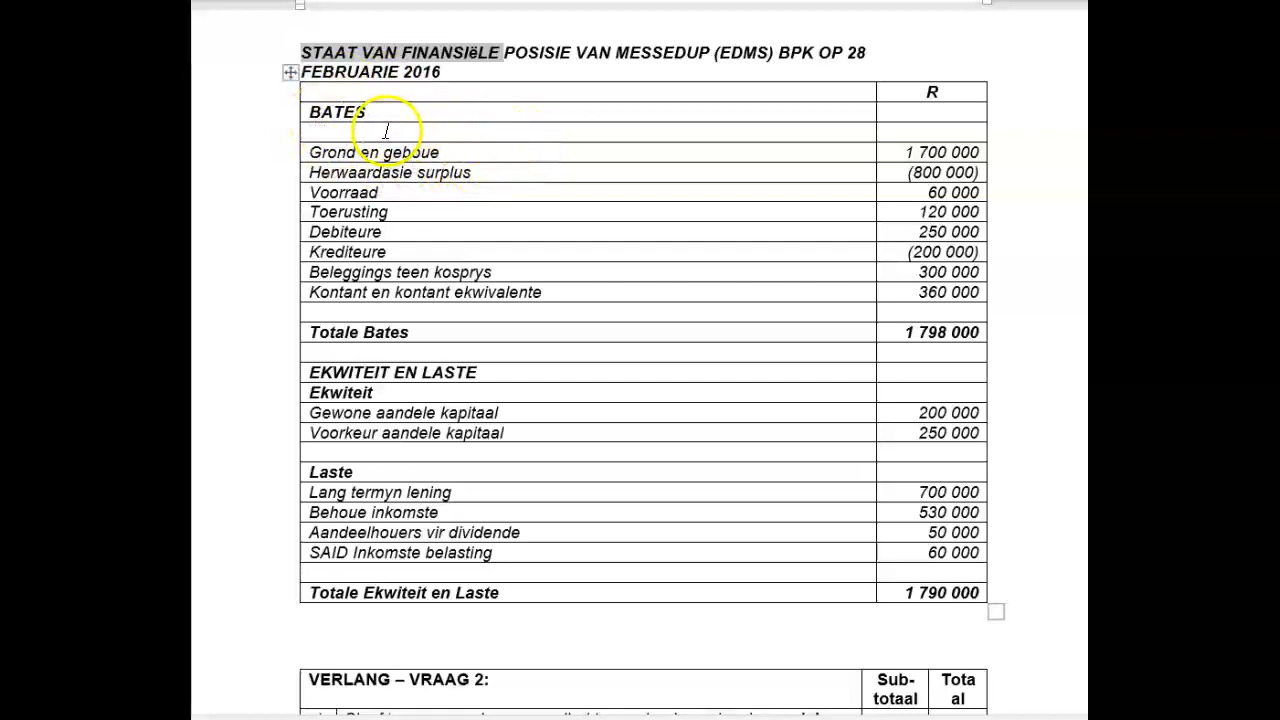 STAAT VAN FINANSIëLE POSISIE VAN MESSEDUP (EDMS) BPK OP 28
FEBRUARIE 2016
R
BATES
Grond en geboue 1 700 000
Herwaardasie surplus (800 000)
Voorraad 60 000
Toerusting 120 000
Debiteure 250 000
Krediteure (200 000)
Beleggings teen kosprys 300 000
Kontant en kontant ekwivalente 360 000
Totale Bates 1 798 000
EKWITEIT EN LASTE
Ekwiteit
Gewone aandele kapitaal 200 000
Voorkeur aandele kapitaal 250 000
Laste
Lang termyn lening 700 000
Behoue inkomste 530 000
Aandeelhouers vir dividende 50 000
SAID Inkomste belasting 60 000
Totale Ekwiteit en Laste 1 790 000
VERLANG – VRAAG 2: Sub- Tota
totaal al